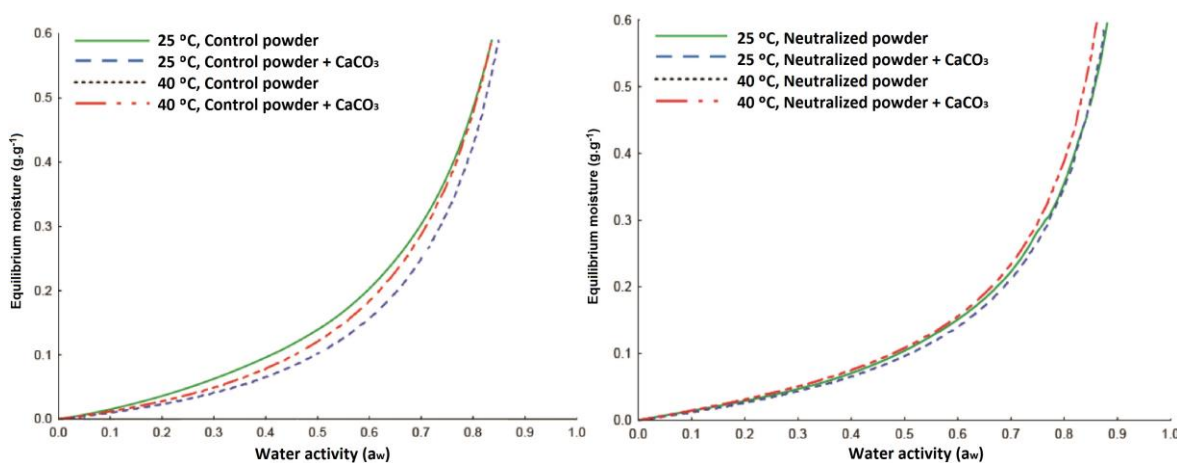 25 ºC, Control powder
25 ºC, Control powder + CaCO₃
40 ºC, Control powder
40 ºC, Control powder + CaCO₃
Equilibrium moisture (g.g⁻¹)
0.6
0.5
0.4
0.3
0.2
0.1
0.0
0.0 0.1 0.2 0.3 0.4 0.5 0.6 0.7 0.8 0.9 1.0
Water activity (aw)
25 ºC, Neutralized powder
25 ºC, Neutralized powder + CaCO₃
40 ºC, Neutralized powder
40 ºC, Neutralized powder + CaCO₃
Equilibrium moisture (g.g⁻¹)
0.6
0.5
0.4
0.3
0.2
0.1
0.0
0.0 0.1 0.2 0.3 0.4 0.5 0.6 0.7 0.8 0.9 1.0
Water activity (aw)